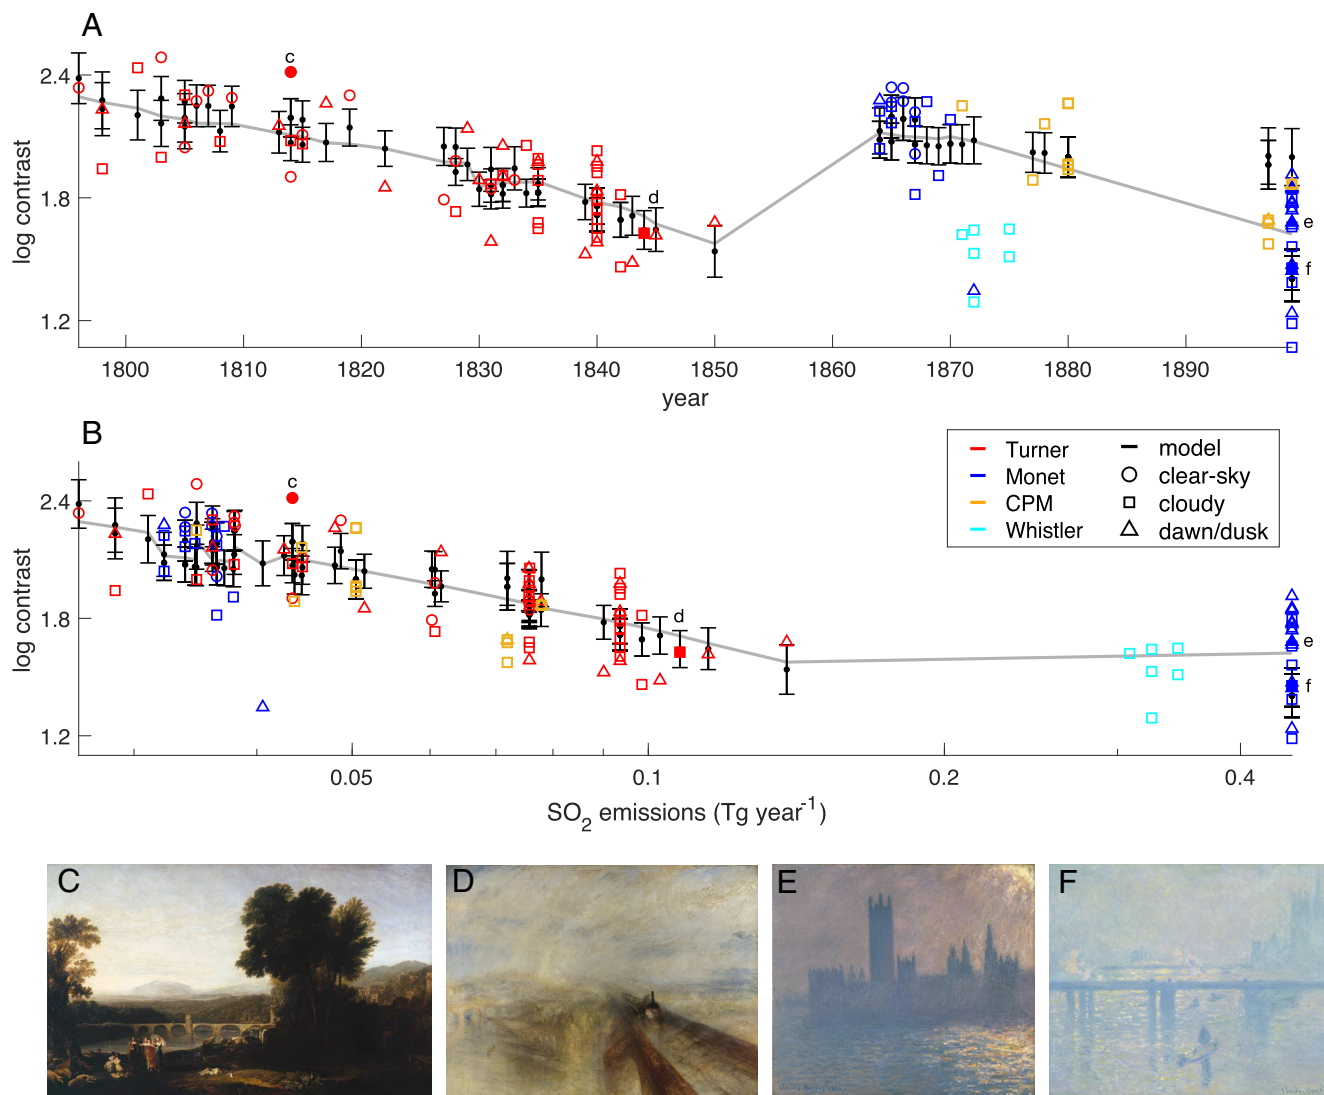 A
2.4
1.8
1.2
log contrast
c
d
e
f
1800 1810 1820 1830 1840 1850 1860 1870 1880 1890
year
B
Turner
Monet
CPM
Whistler
model
clear-sky
cloudy
dawn/dusk
2.4
1.8
1.2
log contrast
c
d
e
f
0.05 0.1 0.2 0.4
SO2 emissions (Tg year-1)
C D E F